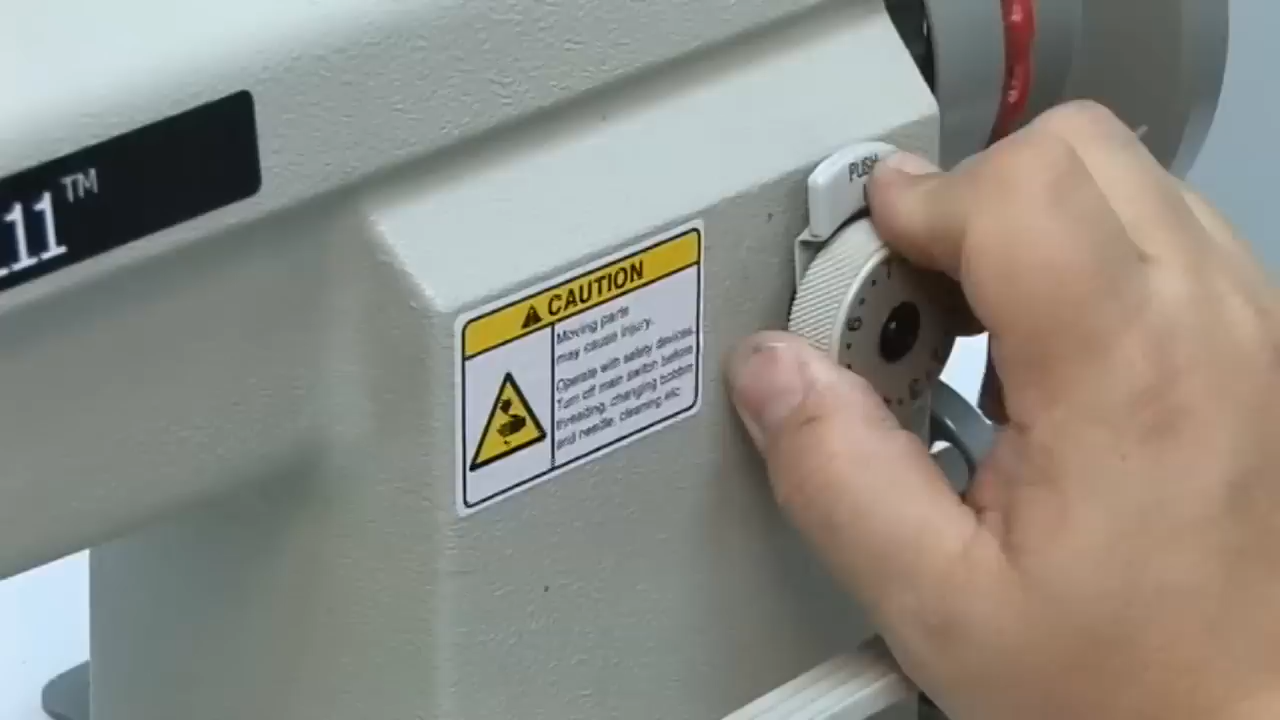 11™
PUSH
CAUTION
Moving parts
may cause injury.
Operate with safety devices.
Turn off main switch before
threading, changing bobbin
and needle, cleaning, etc.